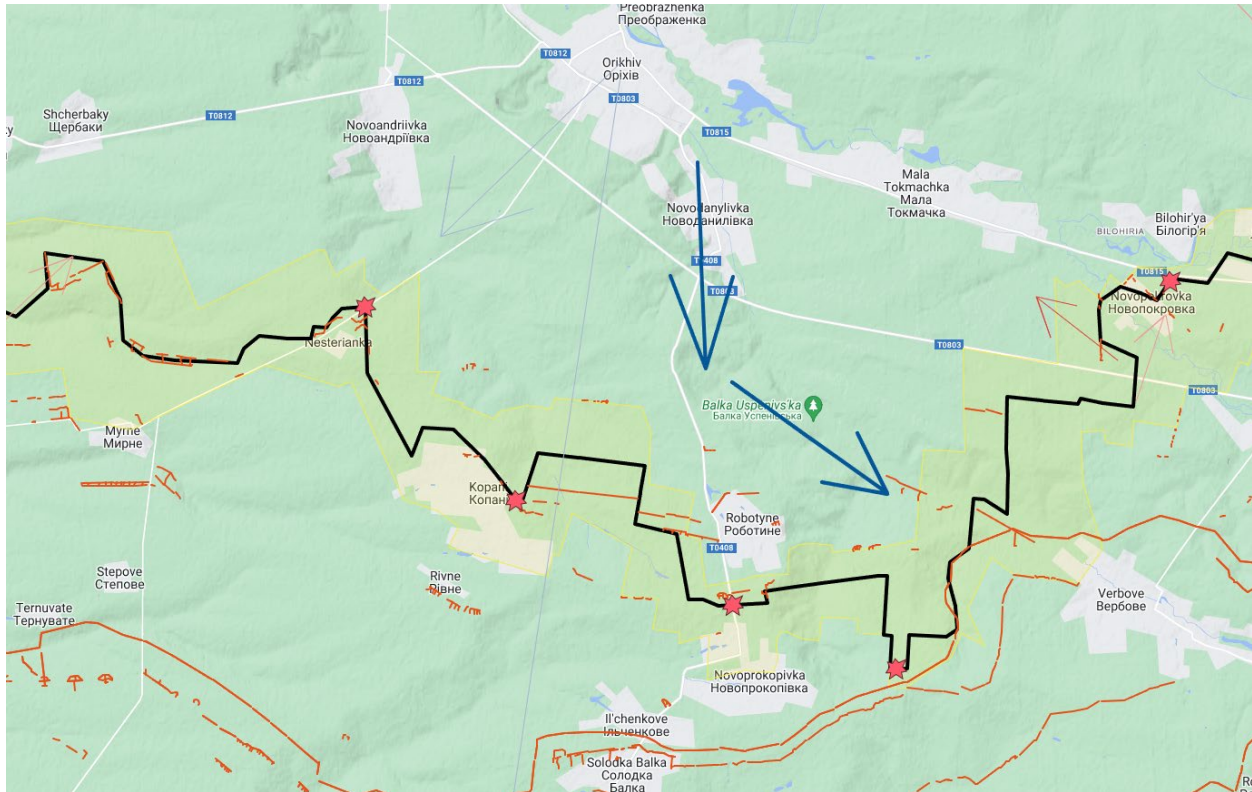 Preobrazhenka
Преображенка
T0812
Orikhiv
Оріхів
T0812
T0803
Shcherbaky
Щербаки
T0812
Novoandriivka
Новоандріївка
T0815
Mala
Tokmachka
Мала
Токмачка
Novodanylivka
Новоданилівка
Bilohir'ya
Білогір'я
BILOHIRIA
T0408
T0815
T0803
Novopokrovka
Новопокровка
Nesterianka
T0803
T0803
Balka Uspenivs'ka
Балка Успенівська
Myrne
Мирне
Kopani
Копані
Robotyne
Роботине
T0408
Stepove
Степове
Rivne
Рівне
Verbove
Вербове
Ternuvate
Тернувате
Novoprokopivka
Новопрокопівка
Il'chenkove
Ільченкове
Solodka Balka
Солодка
Балка